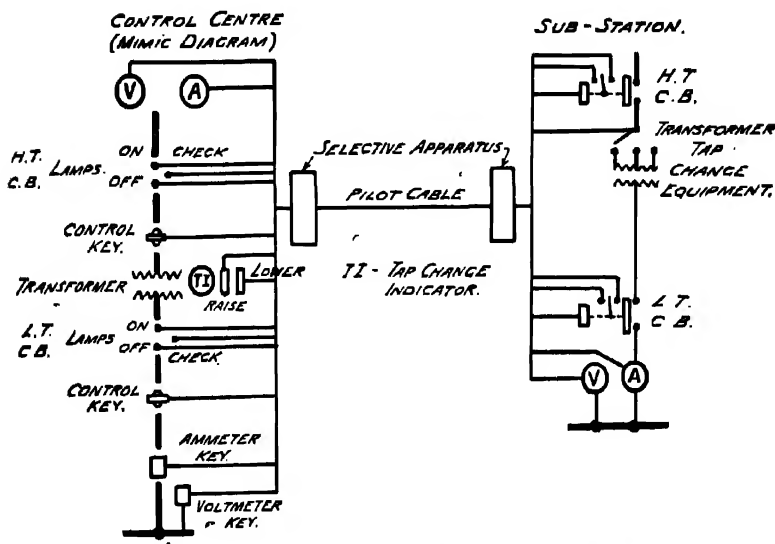 CONTROL CENTRE
(MIMIC DIAGRAM)
V
A
H.T.
C.B.
LAMPS.
ON
CHECK
OFF
CONTROL
KEY.
TRANSFORMER
TI
LOWER
RAISE
L.T.
C.B.
LAMPS
ON
OFF
CHECK
CONTROL
KEY.
AMMETER
KEY.
VOLTMETER
KEY.
SELECTIVE APPARATUS
PILOT CABLE
TI - TAP CHANGE
INDICATOR.
SUB-STATION.
H.T
C.B.
TRANSFORMER
TAP
CHANGE
EQUIPMENT.
L.T.
C.B.
V
A